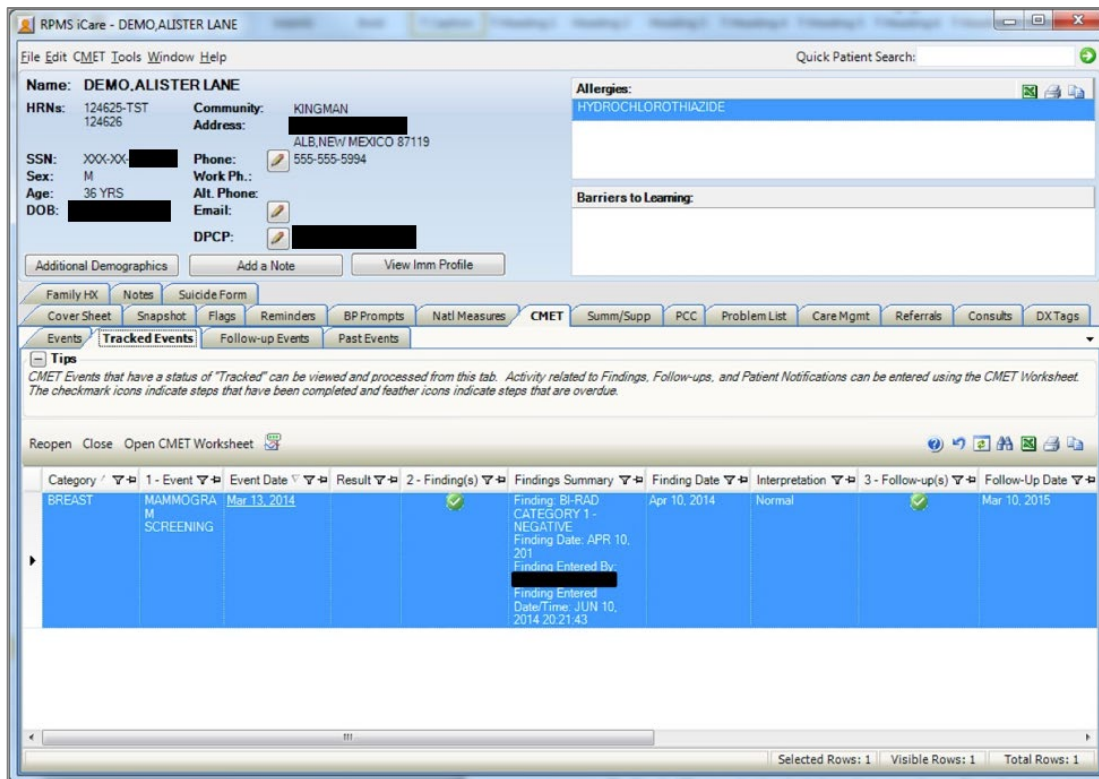 RPMS iCare - DEMO,ALISTER LANE
File Edit CMET Tools Window Help
Quick Patient Search:
Name: DEMO,ALISTER LANE
HRNs: 124625-TST
124626
Community: KINGMAN
Address:
ALB,NEW MEXICO 87119
SSN: XXX-XX-
Phone: 555-555-5994
Sex: M
Work Ph.:
Age: 36 YRS
Alt. Phone:
DOB:
Email:
DPCP:
Allergies:
HYDROCHLOROTHIAZIDE
Barriers to Learning:
Additional Demographics Add a Note View Imm Profile
Family HX Notes Suicide Form
Cover Sheet Snapshot Flags Reminders BP Prompts Natl Measures CMET Summ/Supp PCC Problem List Care Mgmt Referrals Consults DX Tags
Events Tracked Events Follow-up Events Past Events
Tips
CMET Events that have a status of "Tracked" can be viewed and processed from this tab. Activity related to Findings, Follow-ups, and Patient Notifications can be entered using the CMET Worksheet.
The checkmark icons indicate steps that have been completed and feather icons indicate steps that are overdue.
Reopen Close Open CMET Worksheet
Category 1 - Event Event Date Result 2 - Finding(s) Findings Summary Finding Date Interpretation 3 - Follow-up(s) Follow-Up Date
BREAST
MAMMOGRA
M
SCREENING
Mar 13, 2014
Finding: BI-RAD
CATEGORY 1 -
NEGATIVE
Finding Date: APR 10,
201
Finding Entered By:
Finding Entered
Date/Time: JUN 10,
2014 20:21:43
Apr 10, 2014
Normal
Mar 10, 2015
Selected Rows: 1 Visible Rows: 1 Total Rows: 1